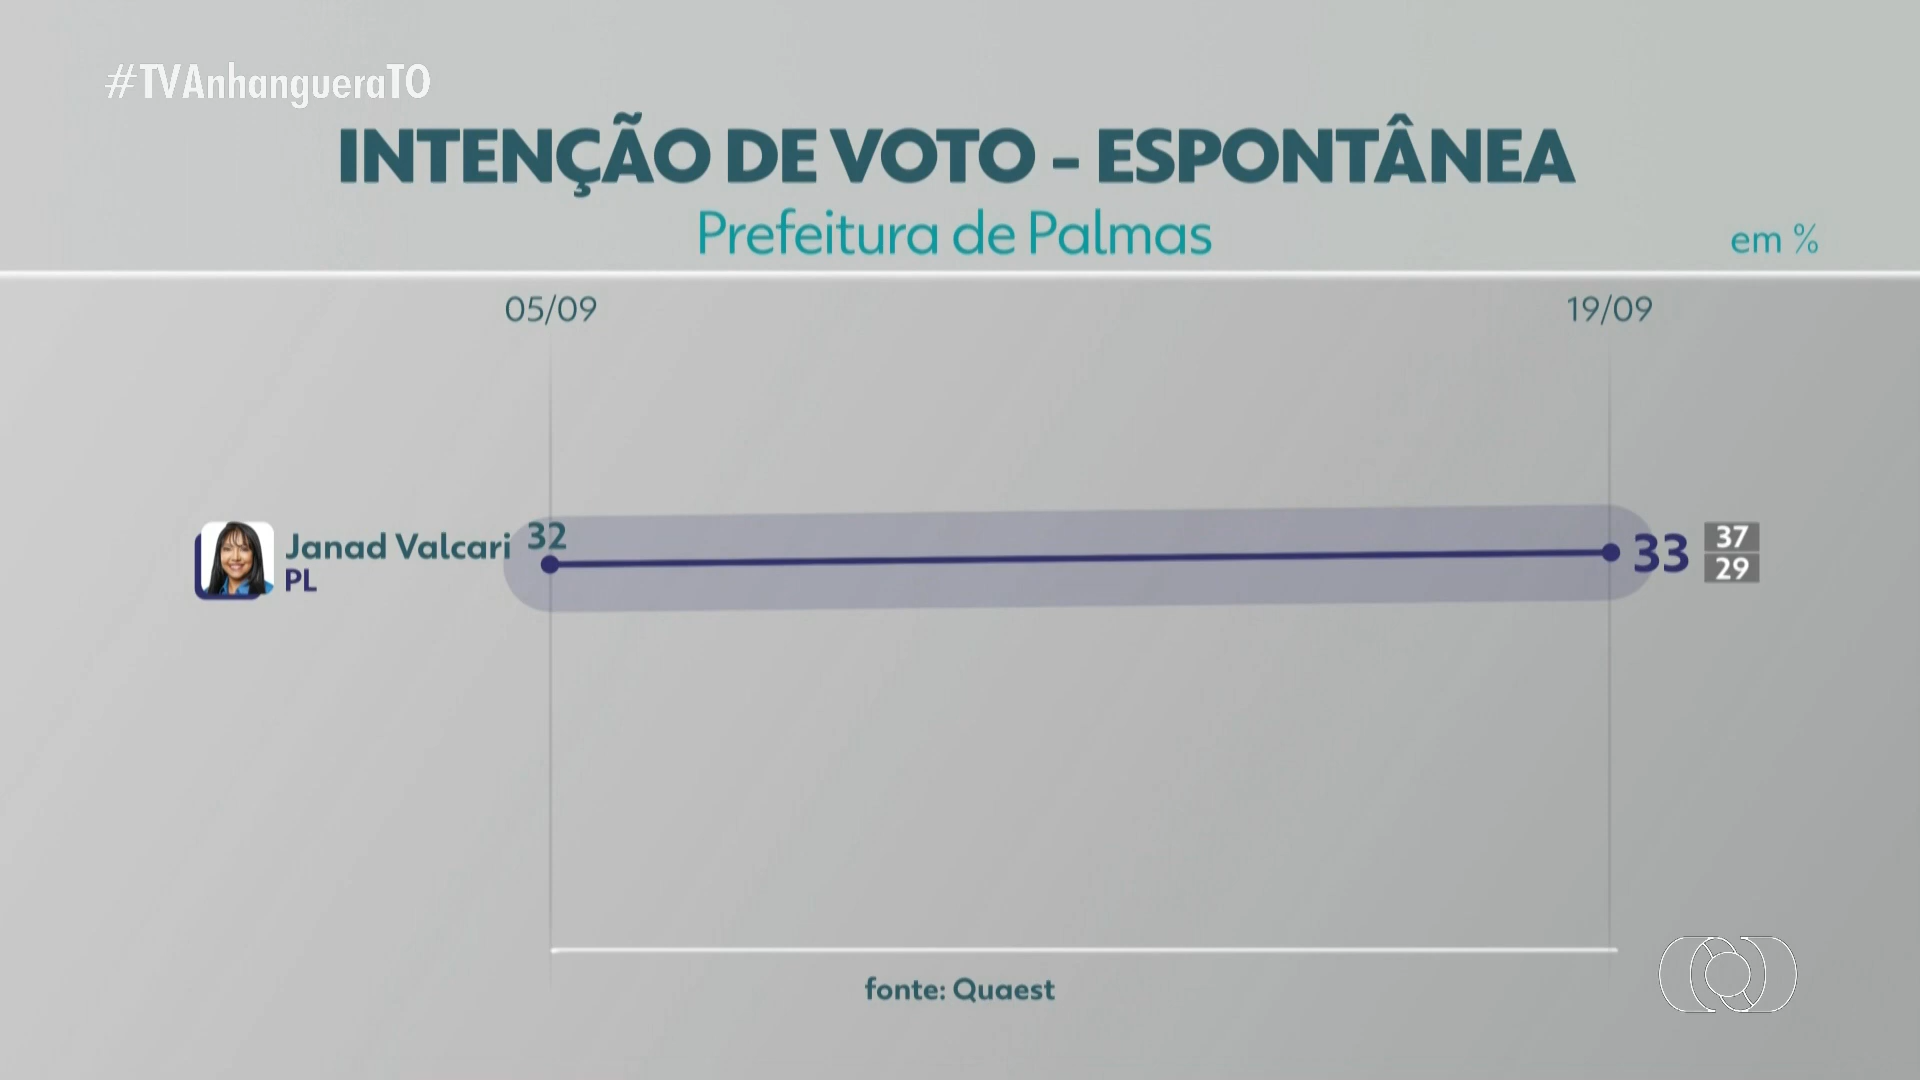 #TVAnhangueraTO
INTENÇÃO DE VOTO - ESPONTÂNEA
Prefeitura de Palmas
em %
05/09
19/09
Janad Valcari
PL
32
33
37
29
fonte: Quaest